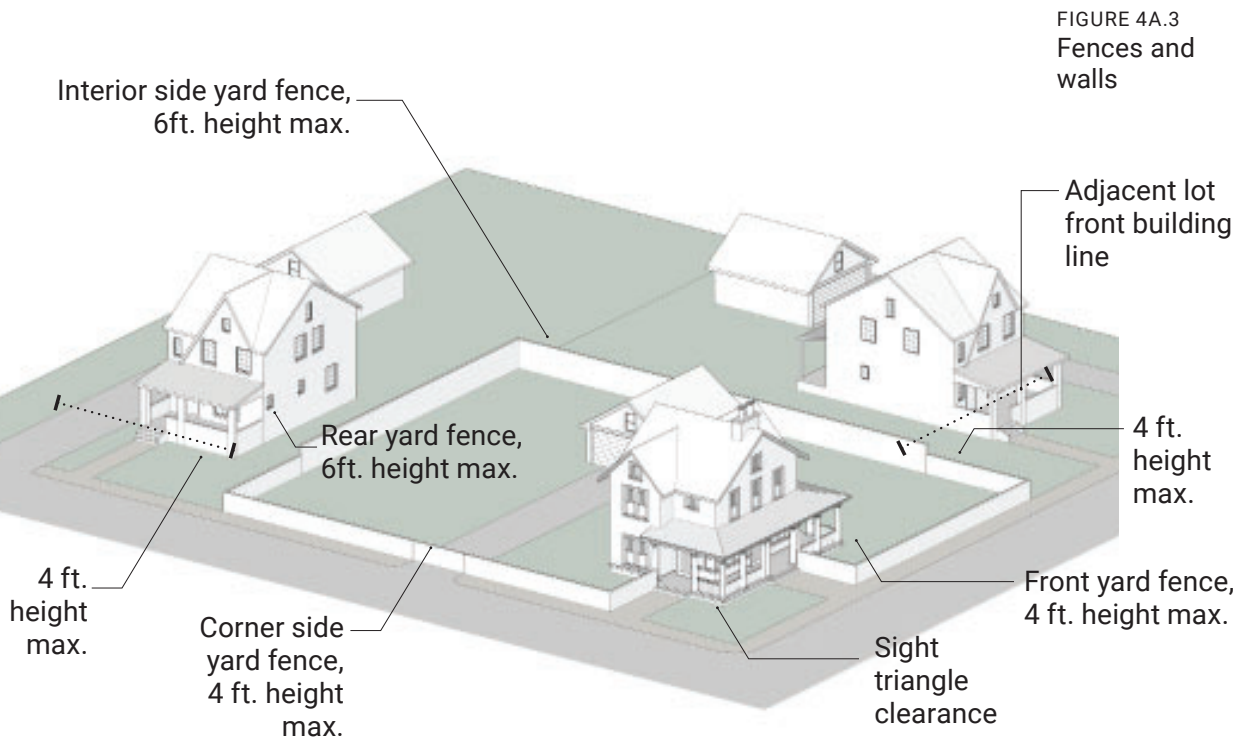 FIGURE 4A.3
Fences and
walls
Interior side yard fence,
6ft. height max.
Adjacent lot
front building
line
Rear yard fence,
6ft. height max.
4 ft.
height
max.
4 ft.
height
max.
Corner side
yard fence,
4 ft. height
max.
Front yard fence,
4 ft. height max.
Sight
triangle
clearance